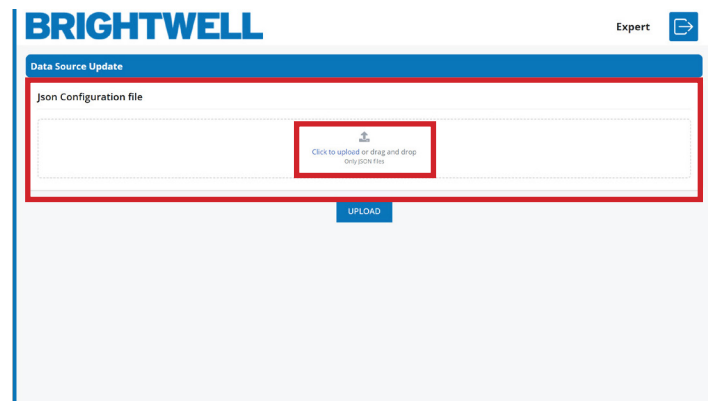 BRIGHTWELL
Expert
Data Source Update
Json Configuration file
Click to upload or drag and drop
Only JSON files
UPLOAD